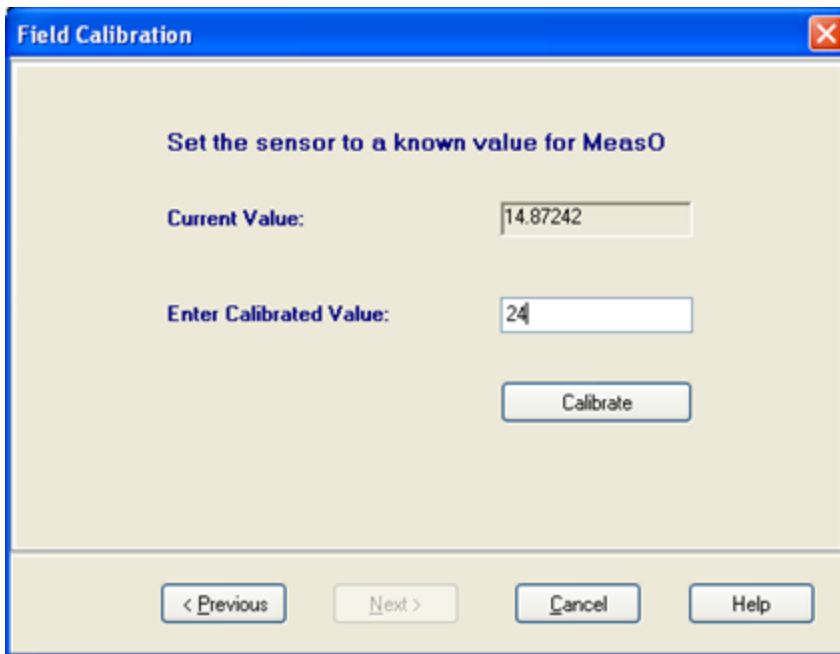 Field Calibration
Set the sensor to a known value for MeasO
Current Value: 14.87242
Enter Calibrated Value: 24
Calibrate
< Previous Next > Cancel Help